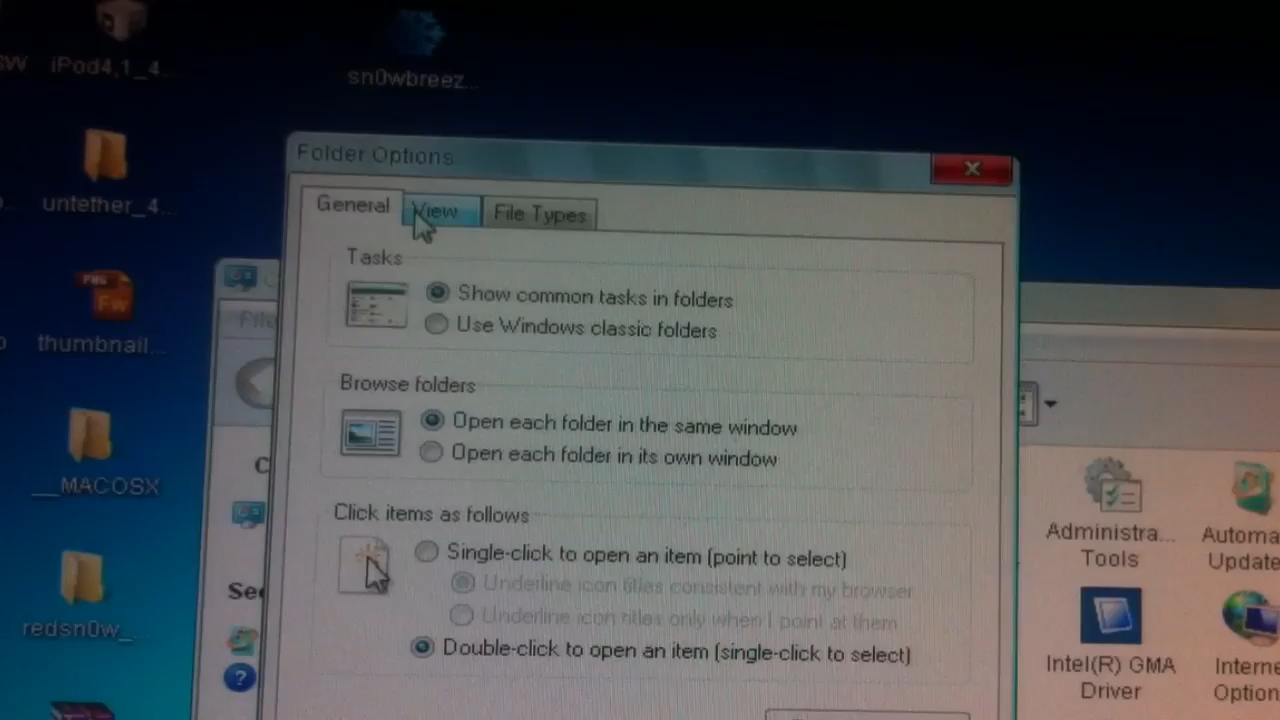 iPod4,1_4...
sn0wbreez...
untether_4...
thumbnail...
__MACOSX
redsn0w_...
Folder Options
General
View
File Types
Tasks
Show common tasks in folders
Use Windows classic folders
Browse folders
Open each folder in the same window
Open each folder in its own window
Click items as follows
Single-click to open an item (point to select)
Underline icon titles consistent with my browser
Underline icon titles only when I point at them
Double-click to open an item (single-click to select)
Fw
?
Administra...
Tools
Automa
Update
Intel(R) GMA
Driver
Interne
Option